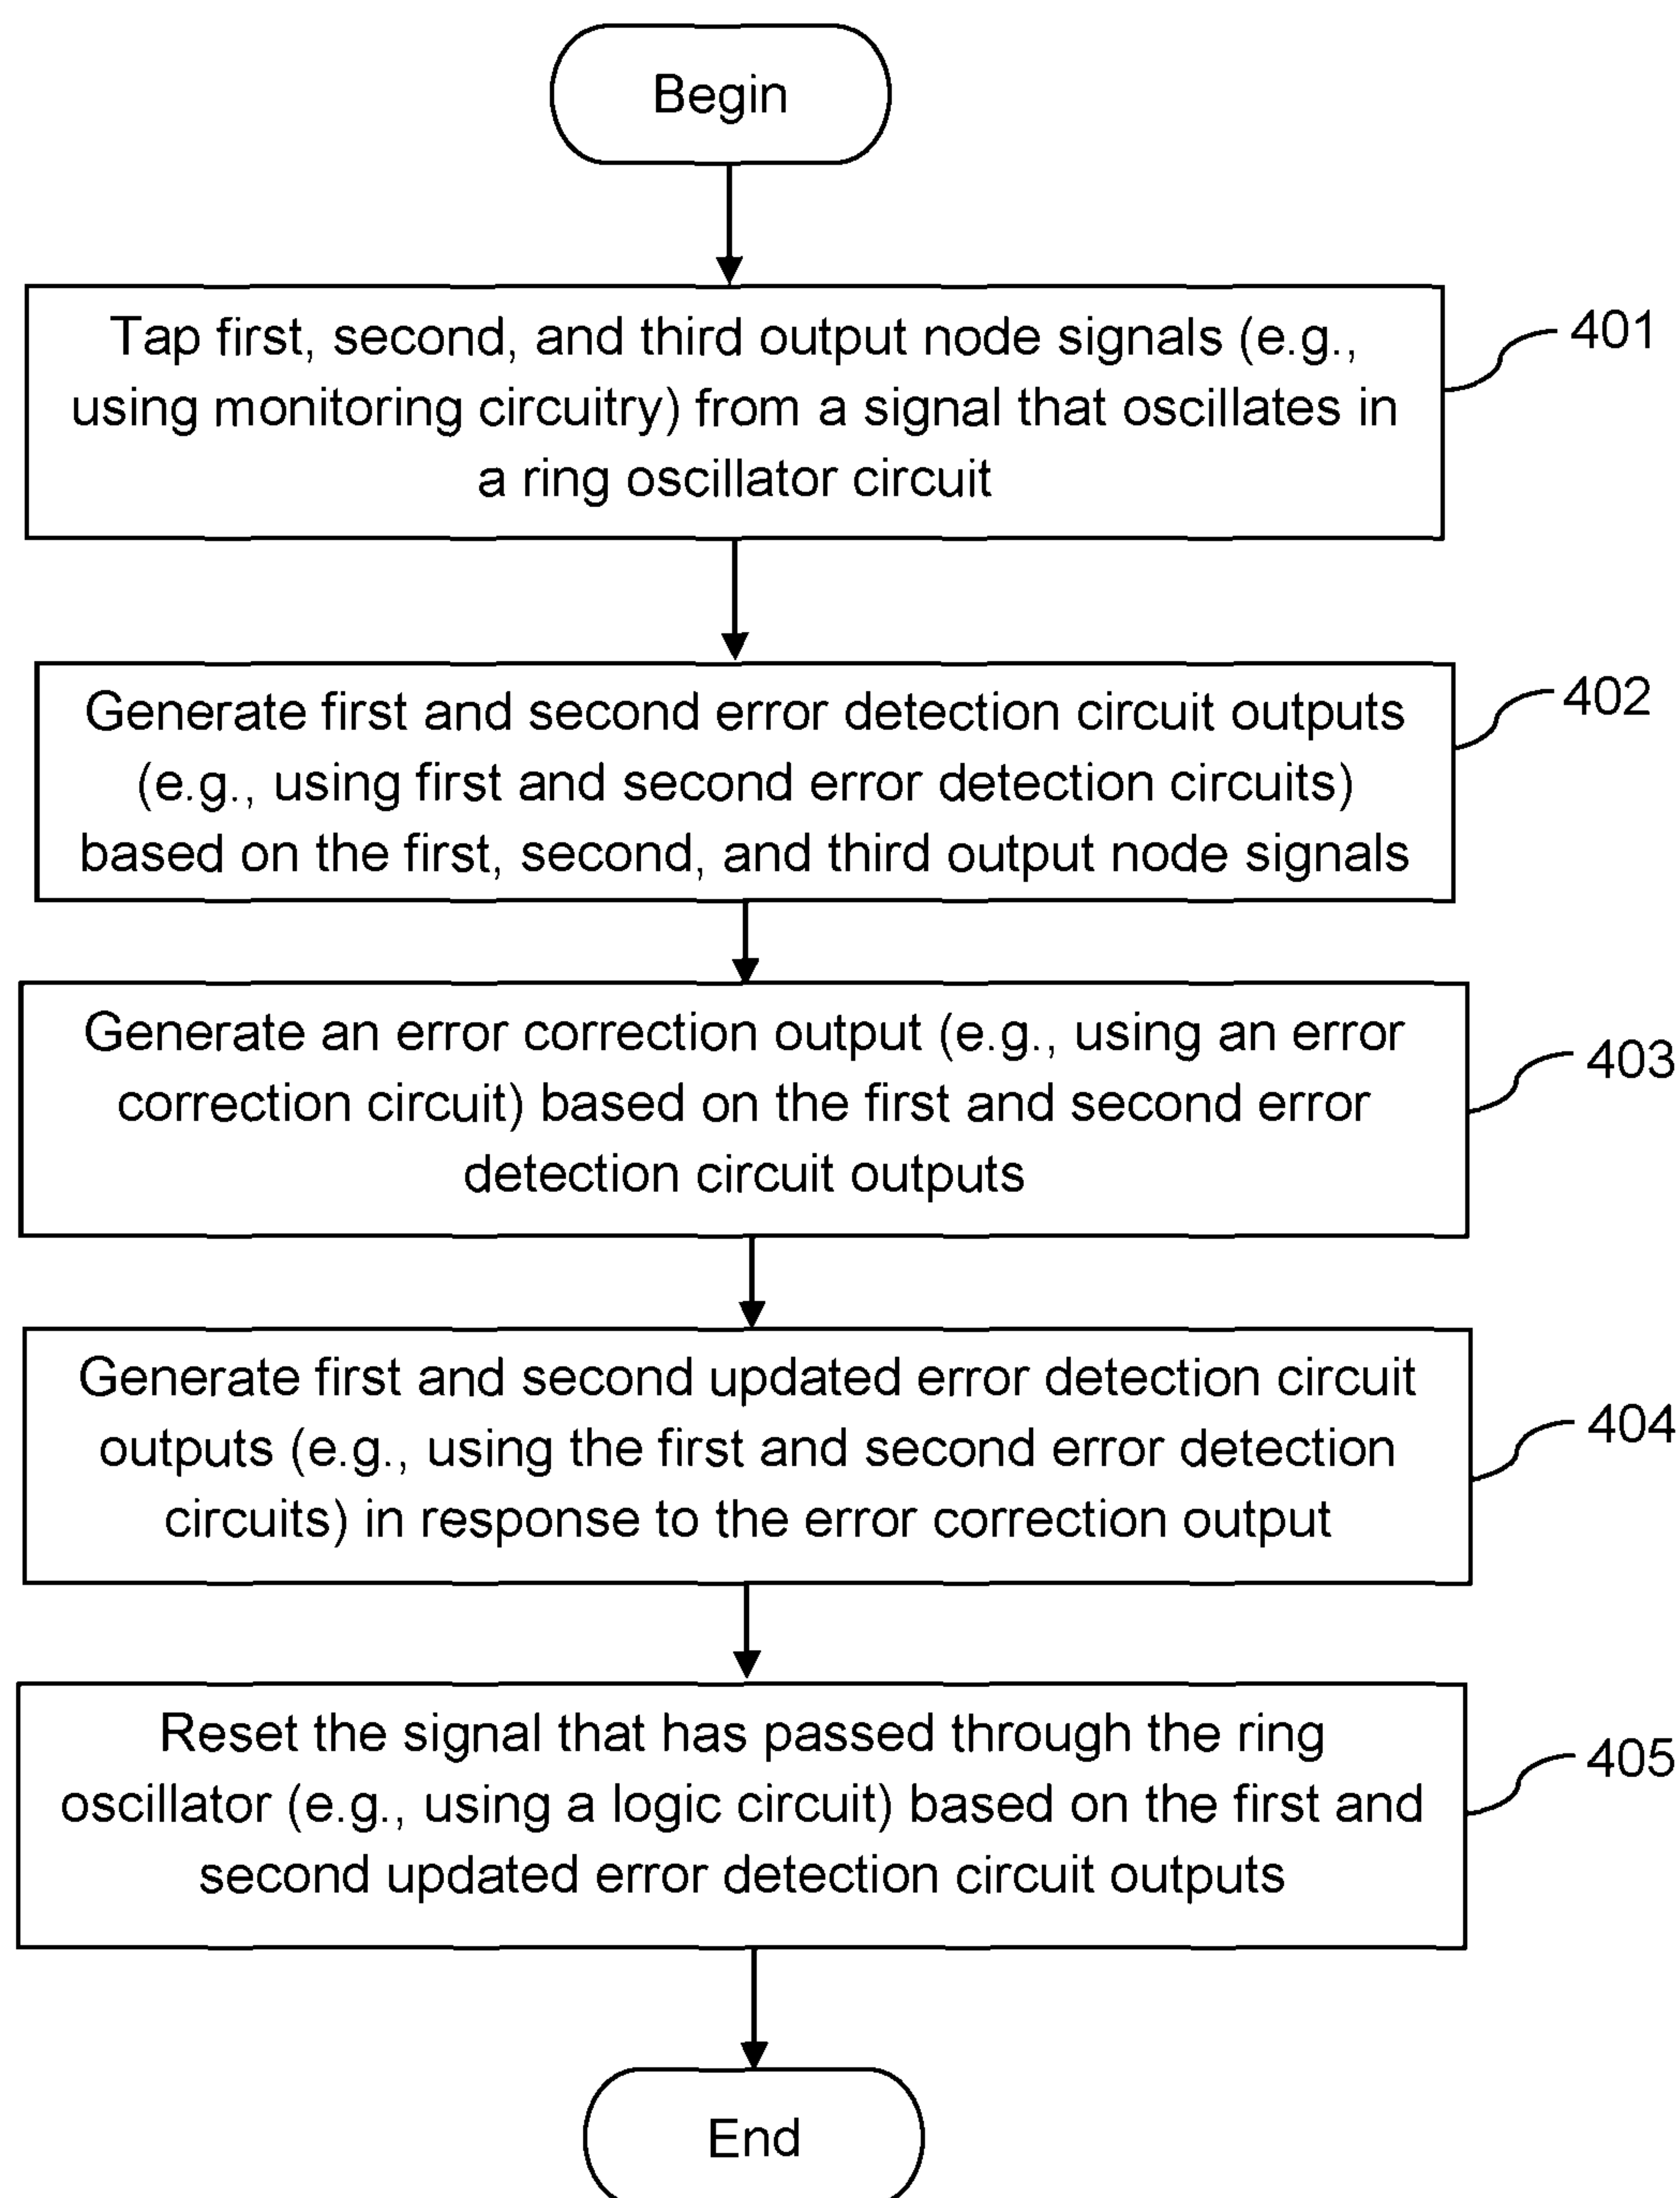 Begin
Tap first, second, and third output node signals (e.g.,
using monitoring circuitry) from a signal that oscillates in
a ring oscillator circuit
401
Generate first and second error detection circuit outputs
(e.g., using first and second error detection circuits)
based on the first, second, and third output node signals
402
Generate an error correction output (e.g., using an error
correction circuit) based on the first and second error
detection circuit outputs
403
Generate first and second updated error detection circuit
outputs (e.g., using the first and second error detection
circuits) in response to the error correction output
404
Reset the signal that has passed through the ring
oscillator (e.g., using a logic circuit) based on the first and
second updated error detection circuit outputs
405
End